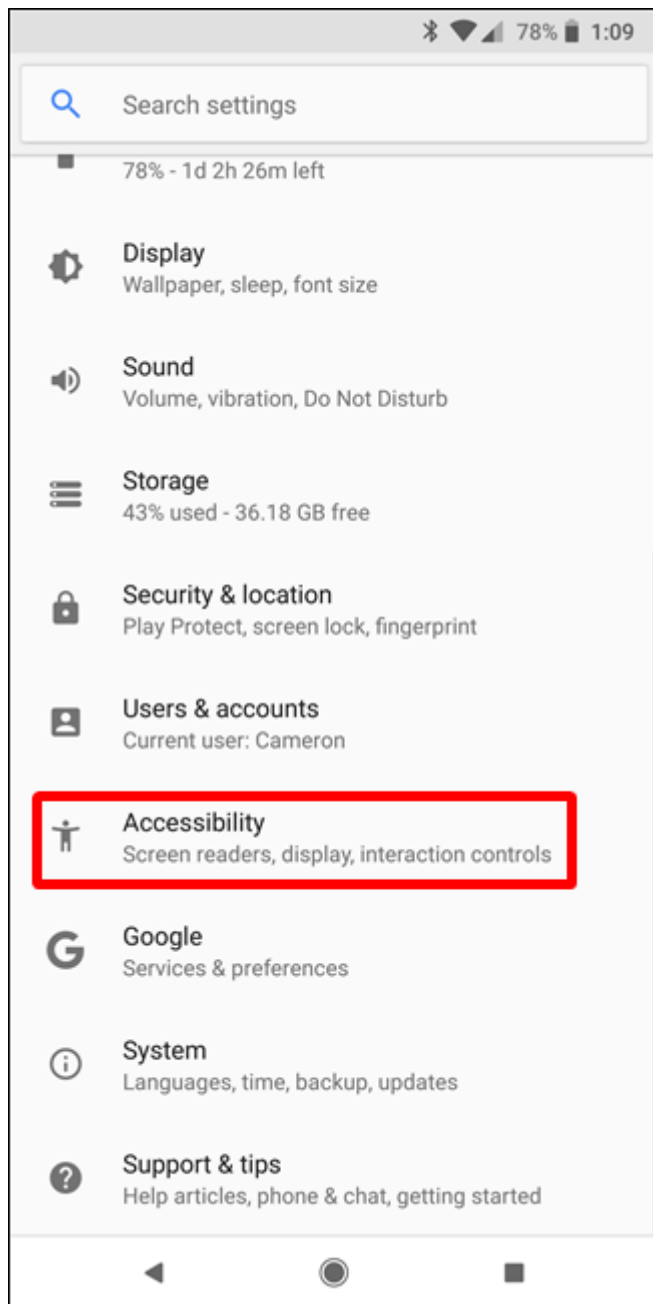 78% 1:09
Search settings
78% - 1d 2h 26m left
Display
Wallpaper, sleep, font size
Sound
Volume, vibration, Do Not Disturb
Storage
43% used - 36.18 GB free
Security & location
Play Protect, screen lock, fingerprint
Users & accounts
Current user: Cameron
Accessibility
Screen readers, display, interaction controls
Google
Services & preferences
System
Languages, time, backup, updates
Support & tips
Help articles, phone & chat, getting started